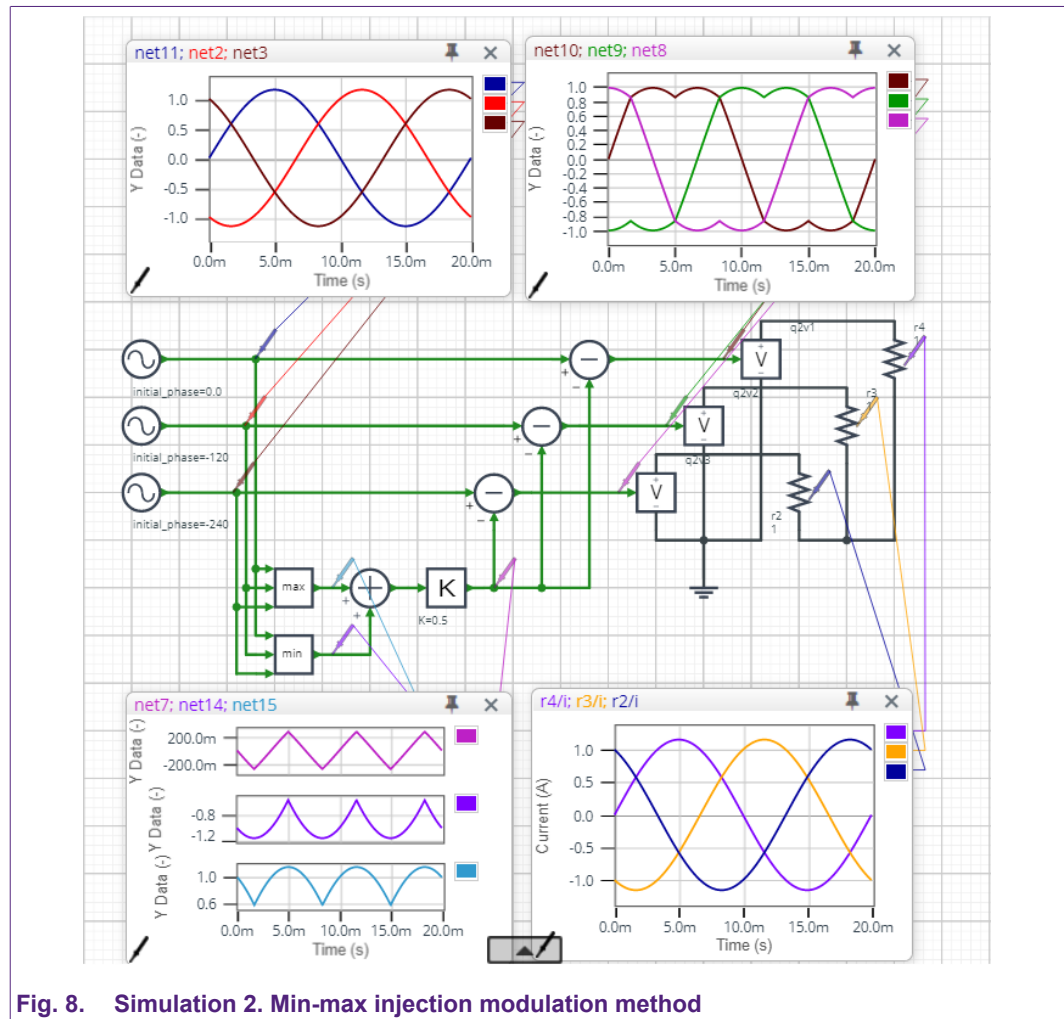 net11; net2; net3
Y Data (-)
1.0
0.5
0.0
-0.5
-1.0
0.0m 5.0m 10.0m 15.0m 20.0m
Time (s)
net10; net9; net8
Y Data (-)
1.0
0.8
0.6
0.4
0.2
0.0
-0.2
-0.4
-0.6
-0.8
-1.0
0.0m 5.0m 10.0m 15.0m 20.0m
Time (s)
initial_phase=0.0
initial_phase=-120
initial_phase=-240
+ −
−
+ −
−
+ −
−
q2v1
+
V
−
q2v2
+
V
−
q2v3
+
V
−
r4
1
r3
r2
1
max
min
+
+
+
K
K=0.5
net7; net14; net15
Y Data (-)
200.0m
-200.0m
Y Data (-)
-0.8
-1.2
Y Data (-)
1.0
0.6
0.0m 5.0m 10.0m 15.0m 20.0m
Time (s)
r4/i; r3/i; r2/i
Current (A)
1.0
0.5
0.0
-0.5
-1.0
0.0m 5.0m 10.0m 15.0m 20.0m
Time (s)
Fig. 8. Simulation 2. Min-max injection modulation method